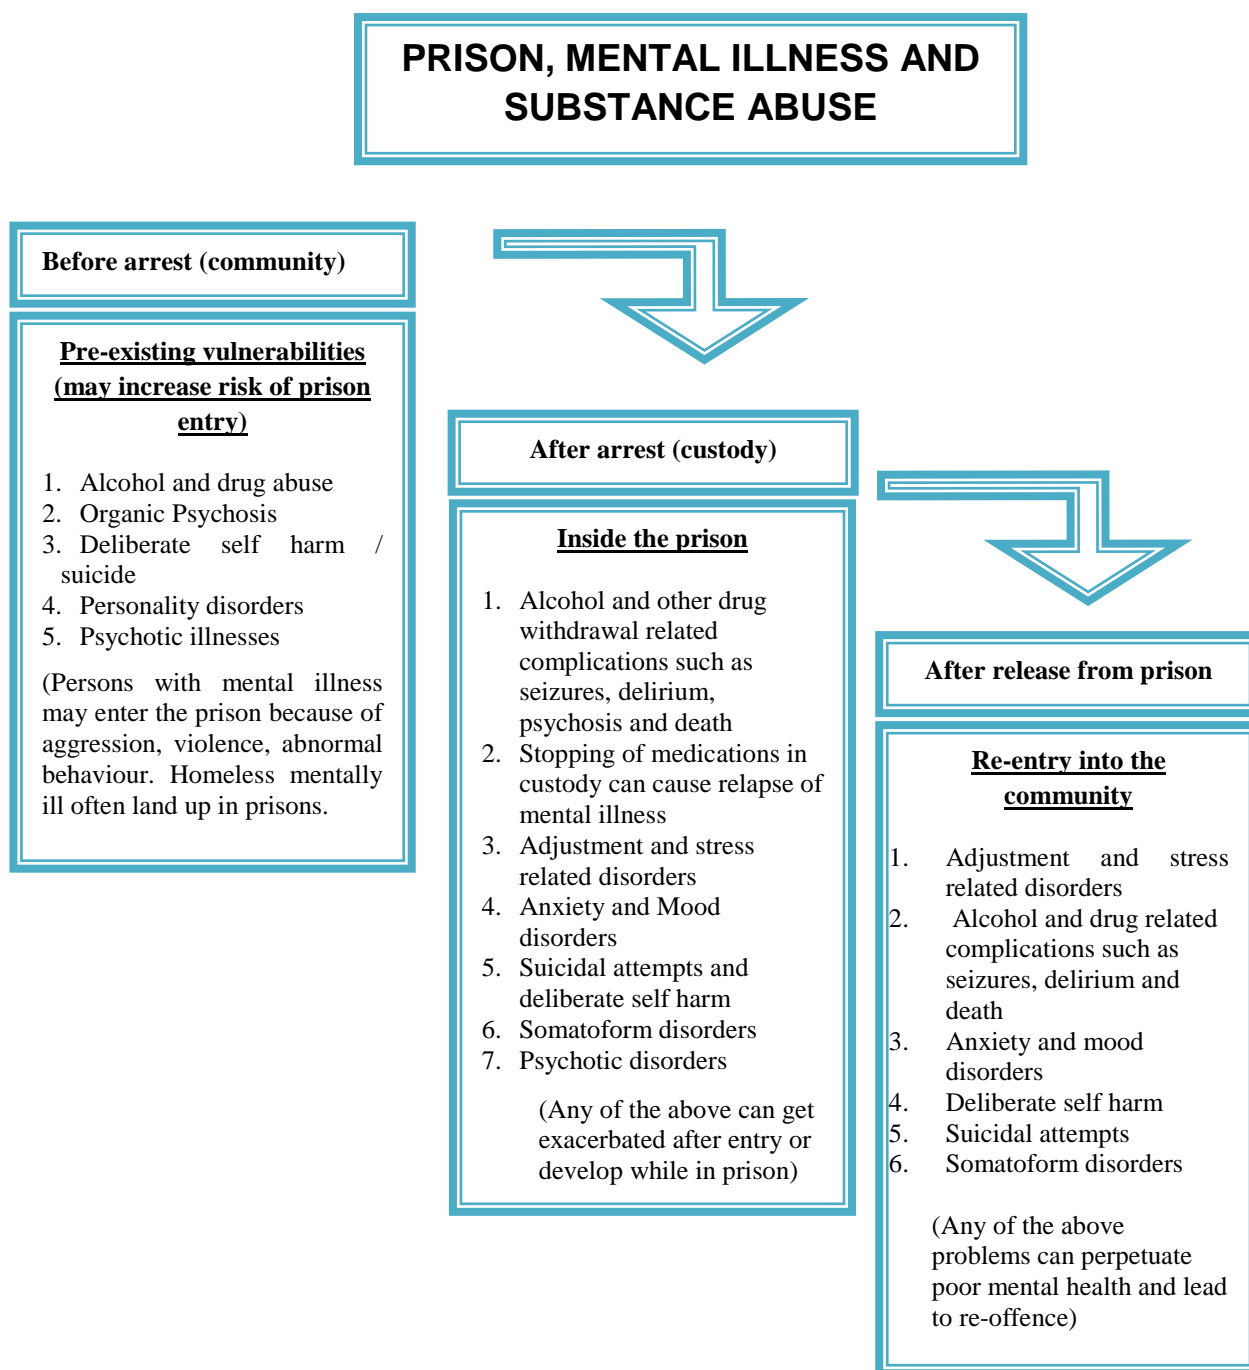 PRISON, MENTAL ILLNESS AND
SUBSTANCE ABUSE
Before arrest (community)
Pre-existing vulnerabilities
(may increase risk of prison
entry)
1. Alcohol and drug abuse
2. Organic Psychosis
3. Deliberate self harm /
suicide
4. Personality disorders
5. Psychotic illnesses
(Persons with mental illness
may enter the prison because of
aggression, violence, abnormal
behaviour. Homeless mentally
ill often land up in prisons.
After arrest (custody)
Inside the prison
1. Alcohol and other drug
withdrawal related
complications such as
seizures, delirium,
psychosis and death
2. Stopping of medications in
custody can cause relapse of
mental illness
3. Adjustment and stress
related disorders
4. Anxiety and Mood
disorders
5. Suicidal attempts and
deliberate self harm
6. Somatoform disorders
7. Psychotic disorders
(Any of the above can get
exacerbated after entry or
develop while in prison)
After release from prison
Re-entry into the
community
1. Adjustment and stress
related disorders
2. Alcohol and drug related
complications such as
seizures, delirium and
death
3. Anxiety and mood
disorders
4. Deliberate self harm
5. Suicidal attempts
6. Somatoform disorders
(Any of the above
problems can perpetuate
poor mental health and lead
to re-offence)